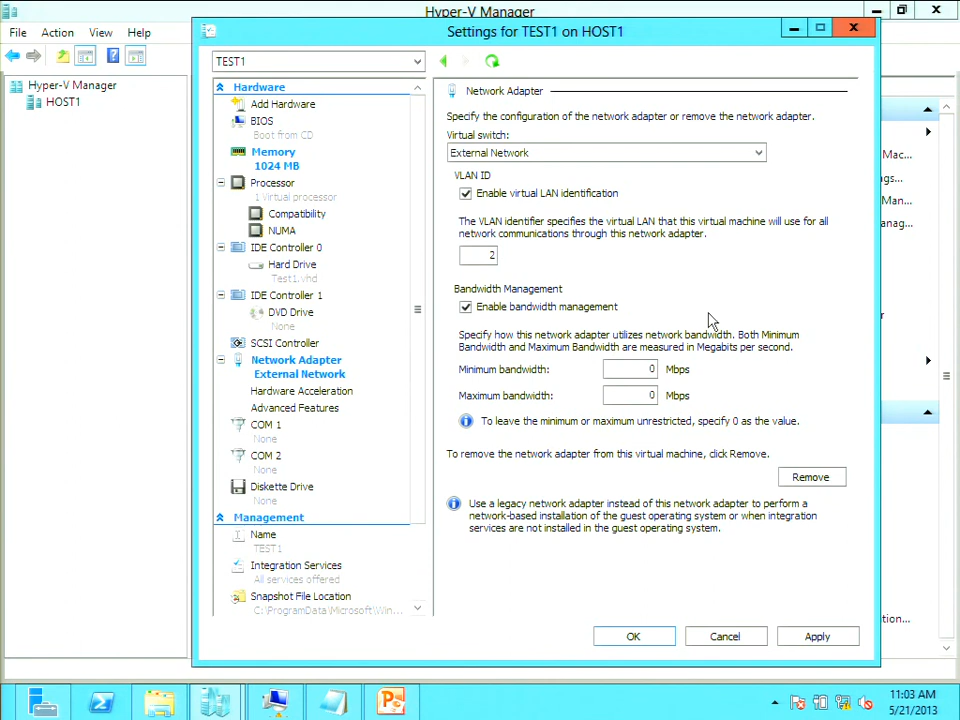 Hyper-V Manager
File Action View Help
Hyper-V Manager
HOST1
Settings for TEST1 on HOST1
TEST1
Hardware
Add Hardware
BIOS
Boot from CD
Memory
1024 MB
Processor
1 Virtual processor
Compatibility
NUMA
IDE Controller 0
Hard Drive
Test1.vhd
IDE Controller 1
DVD Drive
None
SCSI Controller
Network Adapter
External Network
Hardware Acceleration
Advanced Features
COM 1
None
COM 2
None
Diskette Drive
None
Management
Name
TEST1
Integration Services
All services offered
Snapshot File Location
C:\ProgramData\Microsoft\Win...
Network Adapter
Specify the configuration of the network adapter or remove the network adapter.
Virtual switch:
External Network
VLAN ID
Enable virtual LAN identification
The VLAN identifier specifies the virtual LAN that this virtual machine will use for all
network communications through this network adapter.
2
Bandwidth Management
Enable bandwidth management
Specify how this network adapter utilizes network bandwidth. Both Minimum
Bandwidth and Maximum Bandwidth are measured in Megabits per second.
Minimum bandwidth: 0 Mbps
Maximum bandwidth: 0 Mbps
To leave the minimum or maximum unrestricted, specify 0 as the value.
To remove the network adapter from this virtual machine, click Remove.
Remove
Use a legacy network adapter instead of this network adapter to perform a
network-based installation of the guest operating system or when integration
services are not installed in the guest operating system.
OK Cancel Apply
Mac...
gs...
Man...
anag...
tion...
11:03 AM
5/21/2013